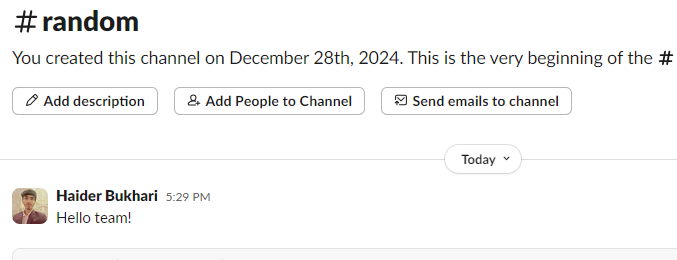 # random
You created this channel on December 28th, 2024. This is the very beginning of the #
Add description Add People to Channel Send emails to channel
Today
Haider Bukhari 5:29 PM
Hello team!